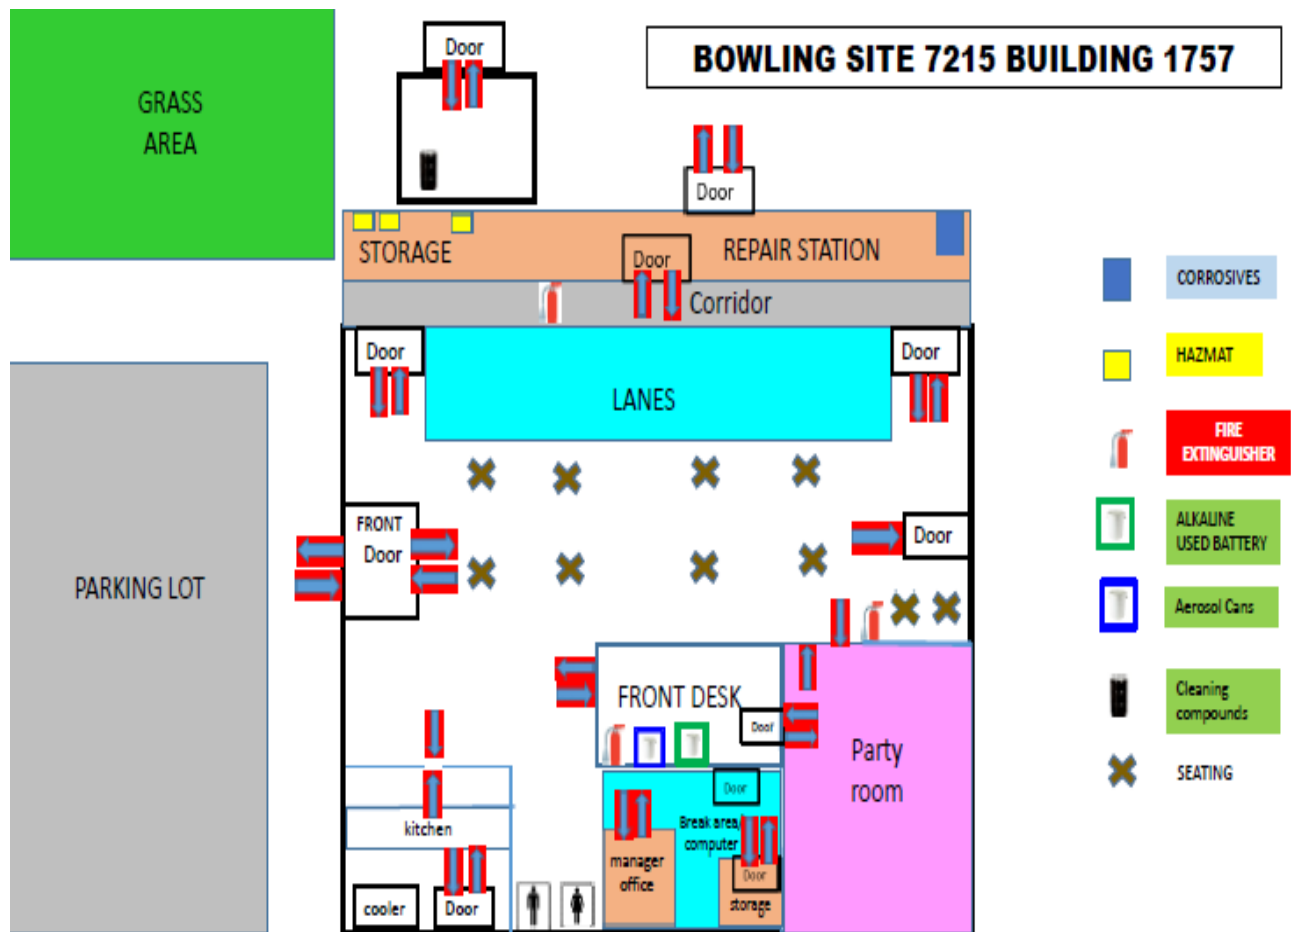 BOWLING SITE 7215 BUILDING 1757
GRASS
AREA
Door
Door
STORAGE
Door
REPAIR STATION
Corridor
Door
Door
LANES
CORROSIVES
HAZMAT
FIRE
EXTINGUISHER
ALKALINE
USED BATTERY
Aerosol Cans
Cleaning
compounds
SEATING
PARKING LOT
FRONT
Door
Door
FRONT DESK
Door
Party
room
Door
Break area/
computer
kitchen
manager
office
Door
storage
cooler
Door